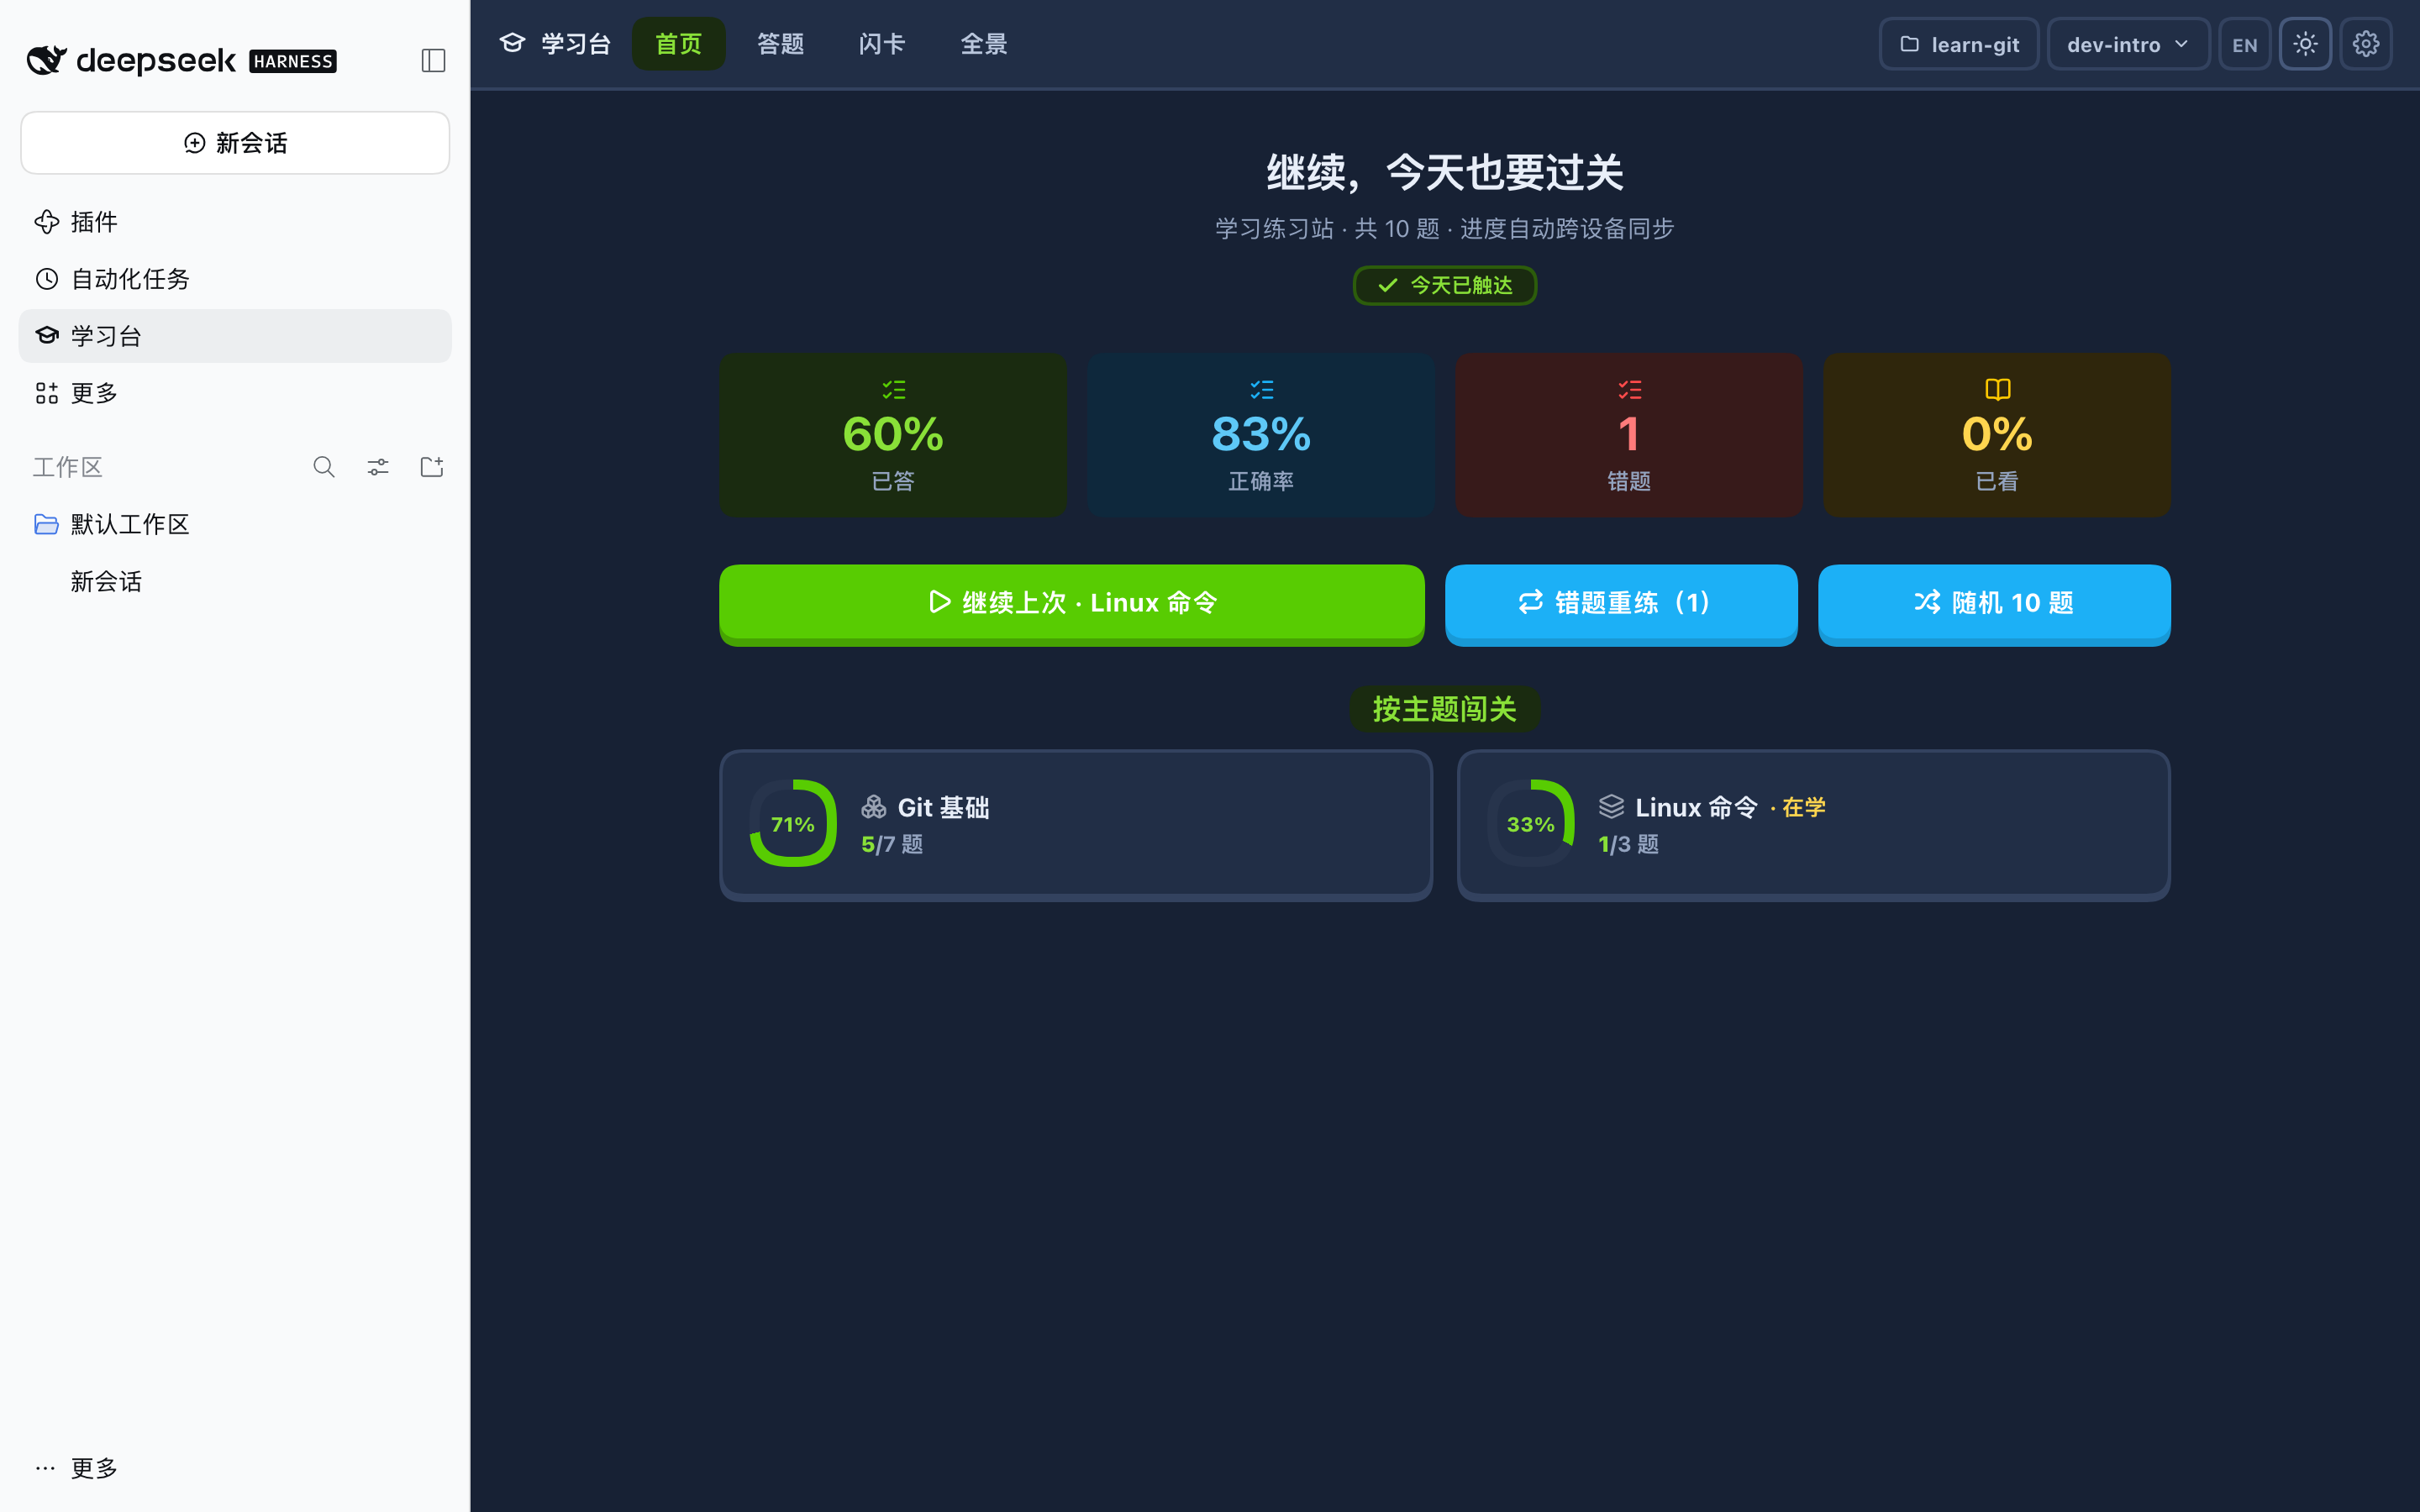 deepseek HARNESS
新会话
插件
自动化任务
学习台
更多
工作区
默认工作区
新会话
更多
学习台 首页 答题 闪卡 全景 learn-git dev-intro EN
继续，今天也要过关
学习练习站 · 共 10 题 · 进度自动跨设备同步
今天已触达
60% 83% 1 0%
已答 正确率 错题 已看
继续上次 · Linux 命令 错题重练（1） 随机 10 题
按主题闯关
71% Git 基础
5/7 题
33% Linux 命令 · 在学
1/3 题